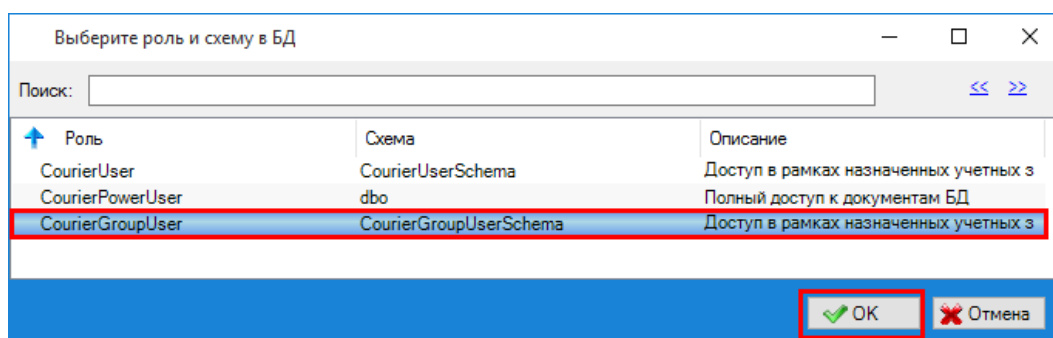 Выберите роль и схему в БД
Поиск: << >>
Роль Схема Описание
CourierUser CourierUserSchema Доступ в рамках назначенных учетных з
CourierPowerUser dbo Полный доступ к документам БД
CourierGroupUser CourierGroupUserSchema Доступ в рамках назначенных учетных з
OK Отмена